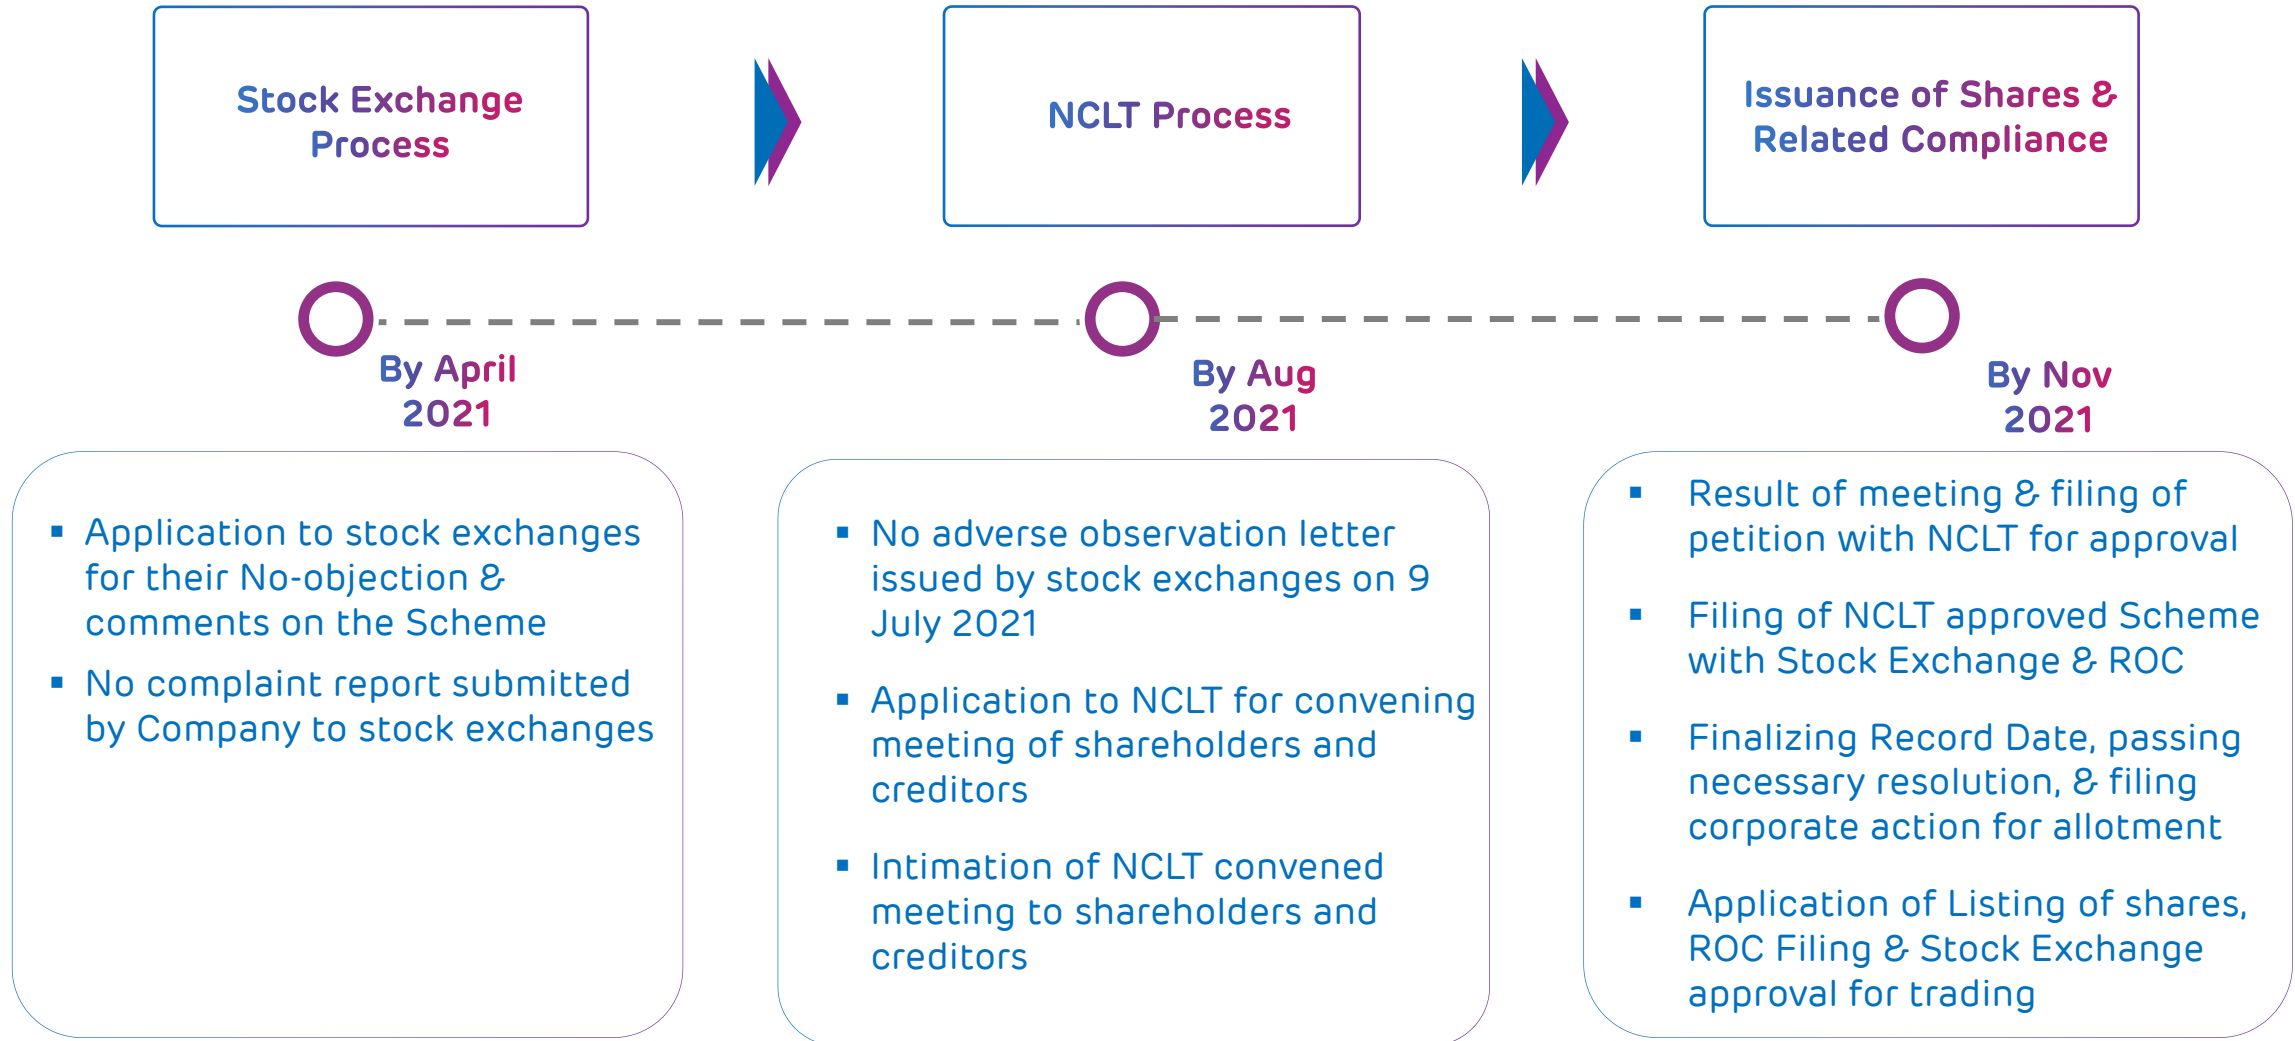 Stock Exchange
Process
NCLT Process
Issuance of Shares &
Related Compliance
By April
2021
By Aug
2021
By Nov
2021
▪ Application to stock exchanges
for their No-objection &
comments on the Scheme
▪ No complaint report submitted
by Company to stock exchanges
▪ No adverse observation letter
issued by stock exchanges on 9
July 2021
▪ Application to NCLT for convening
meeting of shareholders and
creditors
▪ Intimation of NCLT convened
meeting to shareholders and
creditors
▪ Result of meeting & filing of
petition with NCLT for approval
▪ Filing of NCLT approved Scheme
with Stock Exchange & ROC
▪ Finalizing Record Date, passing
necessary resolution, & filing
corporate action for allotment
▪ Application of Listing of shares,
ROC Filing & Stock Exchange
approval for trading